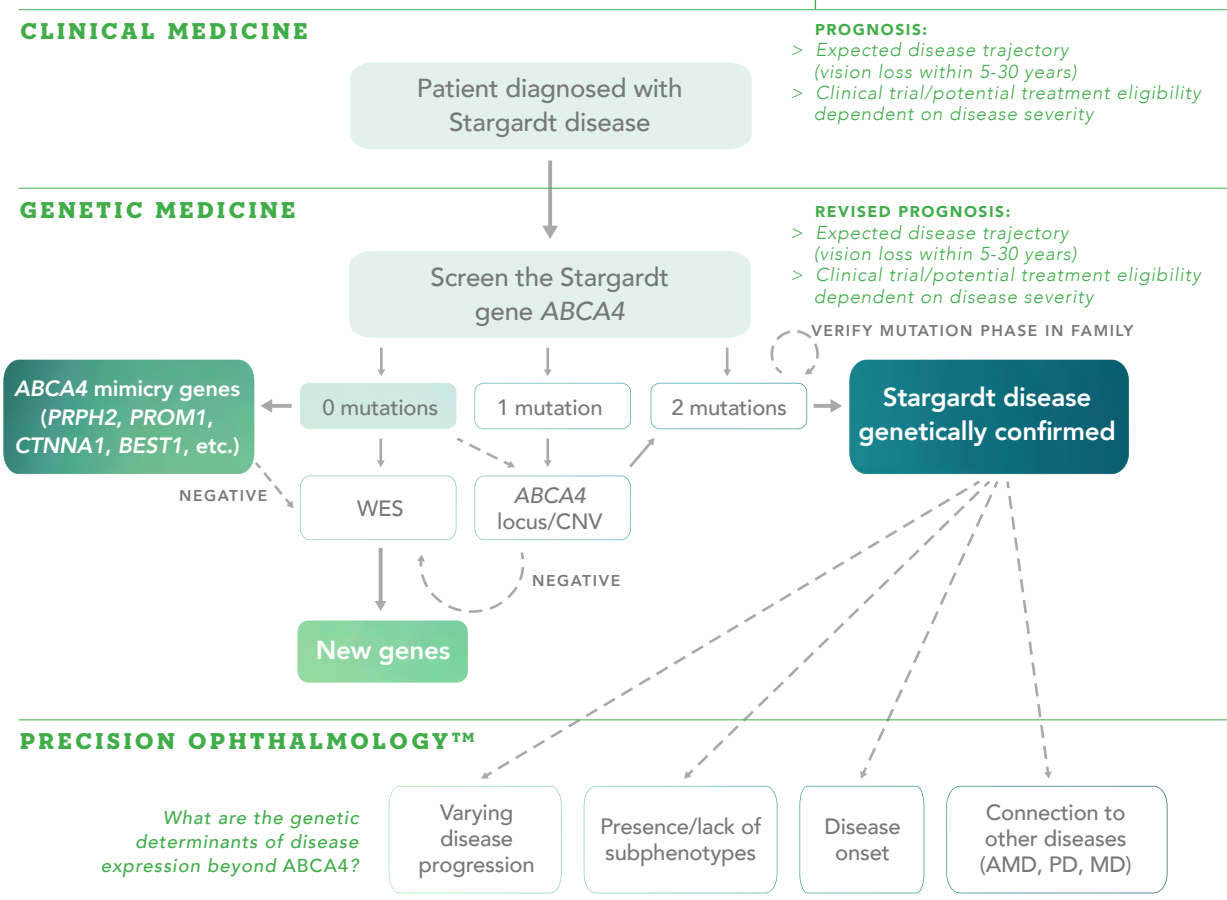 CLINICAL MEDICINE
PROGNOSIS:
> Expected disease trajectory
(vision loss within 5-30 years)
> Clinical trial/potential treatment eligibility
dependent on disease severity
Patient diagnosed with
Stargardt disease
GENETIC MEDICINE
REVISED PROGNOSIS:
> Expected disease trajectory
(vision loss within 5-30 years)
> Clinical trial/potential treatment eligibility
dependent on disease severity
Screen the Stargardt
gene ABCA4
VERIFY MUTATION PHASE IN FAMILY
ABCA4 mimicry genes
(PRPH2, PROM1,
CTNNA1, BEST1, etc.)
0 mutations
1 mutation
2 mutations
Stargardt disease
genetically confirmed
NEGATIVE
WES
ABCA4
locus/CNV
NEGATIVE
New genes
PRECISION OPHTHALMOLOGY™
What are the genetic
determinants of disease
expression beyond ABCA4?
Varying
disease
progression
Presence/lack of
subphenotypes
Disease
onset
Connection to
other diseases
(AMD, PD, MD)